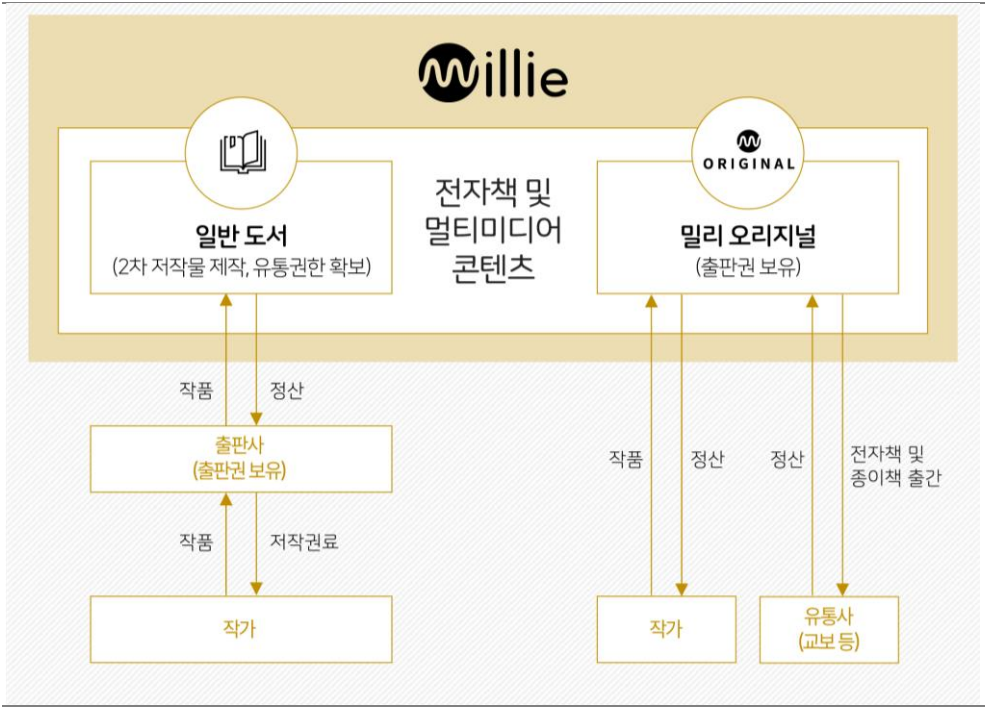 millie
ORIGINAL
일반 도서
(2차 저작물 제작, 유통권한 확보)
전자책 및
멀티미디어
콘텐츠
밀리 오리지널
(출판권 보유)
작품
정산
출판사
(출판권 보유)
작품
저작권료
작가
작품
정산
정산
전자책 및
종이책 출간
작가
유통사
(교보 등)